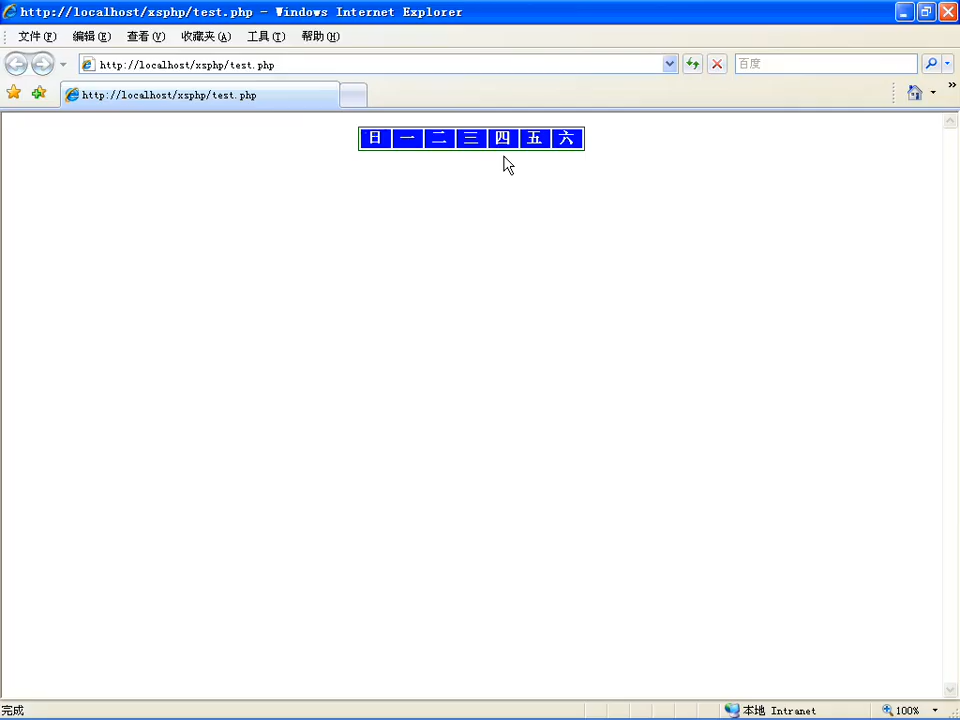 http://localhost/xsphp/test.php - Windows Internet Explorer
文件(F) 编辑(E) 查看(V) 收藏夹(A) 工具(T) 帮助(H)
http://localhost/xsphp/test.php 百度
http://localhost/xsphp/test.php »
日 一 二 三 四 五 六
完成 本地 Intranet 100%